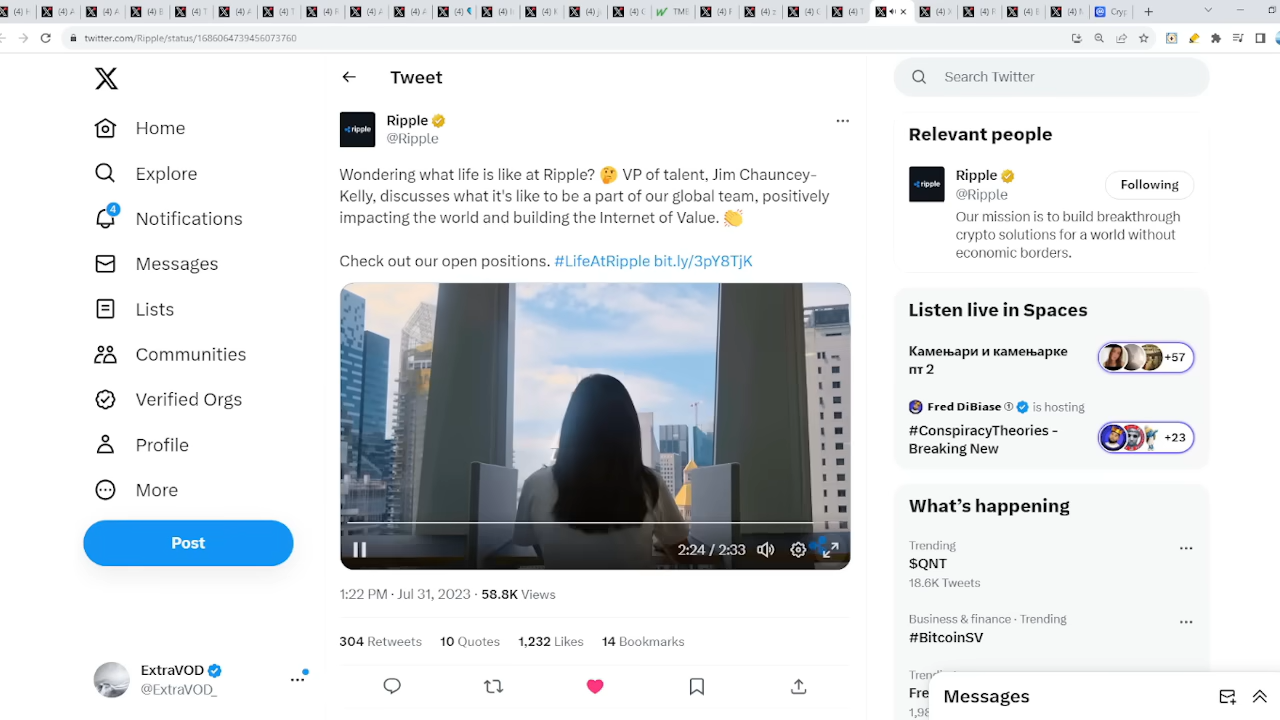 twitter.com/Ripple/status/1686064739456073760
Home
Explore
4
Notifications
Messages
Lists
Communities
Verified Orgs
Profile
More
Post
ExtraVOD
@ExtraVOD_
Tweet
ripple
Ripple
@Ripple
Wondering what life is like at Ripple? 🤔 VP of talent, Jim Chauncey-
Kelly, discusses what it's like to be a part of our global team, positively
impacting the world and building the Internet of Value. 👏
Check out our open positions. #LifeAtRipple bit.ly/3pY8TjK
2:24 / 2:33
1:22 PM · Jul 31, 2023 · 58.8K Views
304 Retweets 10 Quotes 1,232 Likes 14 Bookmarks
Search Twitter
Relevant people
ripple
Ripple
@Ripple
Following
Our mission is to build breakthrough
crypto solutions for a world without
economic borders.
Listen live in Spaces
Камењари и камењарке
пт 2
+57
Fred DiBiase is hosting
#ConspiracyTheories -
Breaking New
+23
What's happening
Trending
$QNT
18.6K Tweets
Business & finance · Trending
#BitcoinSV
Messages